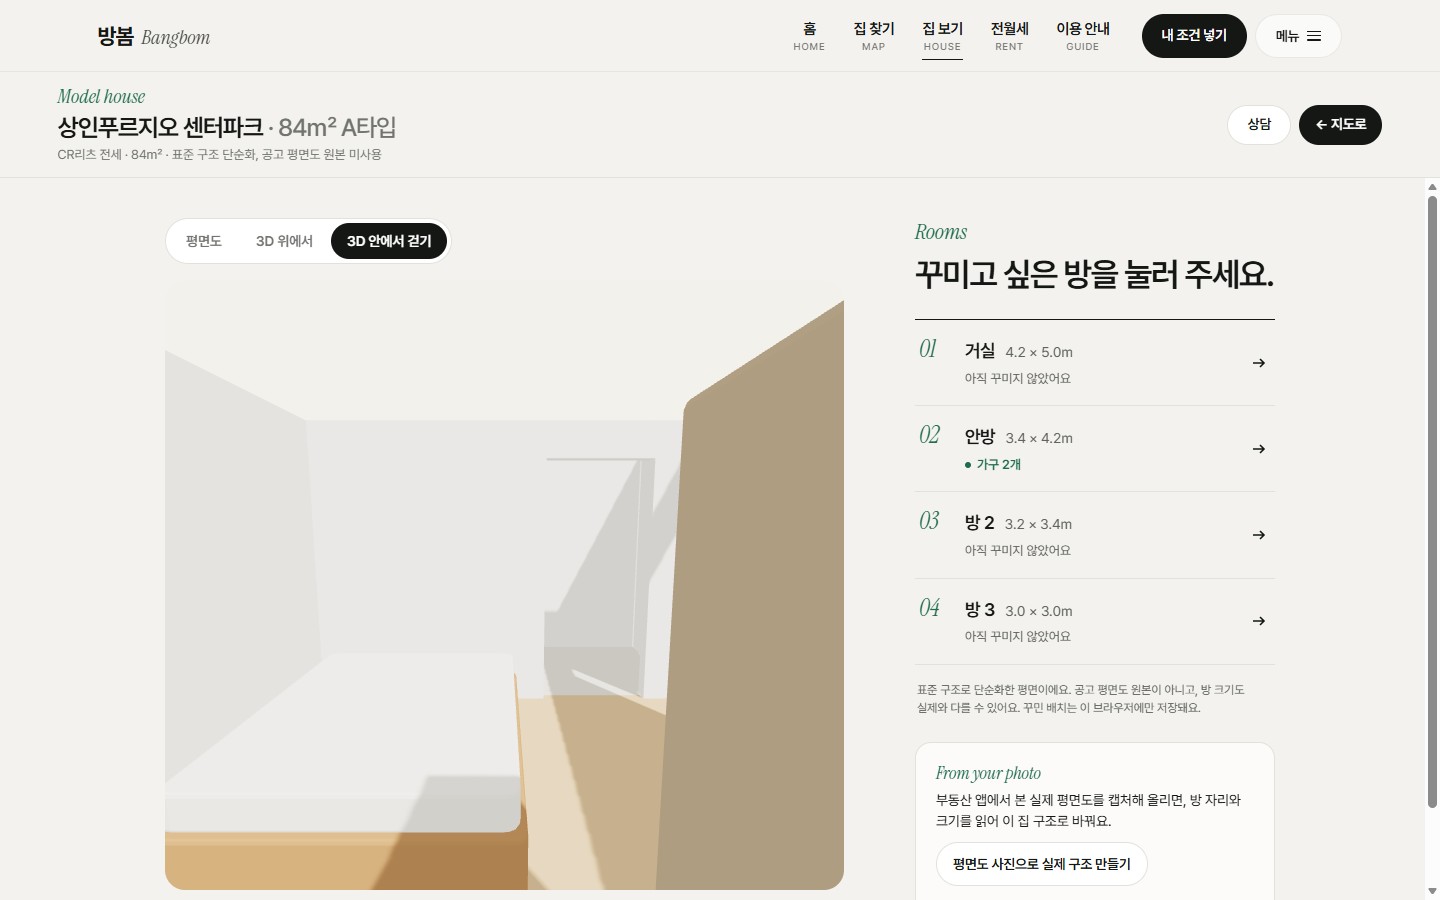 방봄 Bangbom
홈
HOME
집 찾기
MAP
집 보기
HOUSE
전월세
RENT
이용 안내
GUIDE
내 조건 넣기
메뉴
Model house
상인푸르지오 센터파크 · 84m² A타입
CR리츠 전세 · 84m² · 표준 구조 단순화, 공고 평면도 원본 미사용
상담
← 지도로
평면도
3D 위에서
3D 안에서 걷기
Rooms
꾸미고 싶은 방을 눌러 주세요.
01 거실 4.2 × 5.0m →
아직 꾸미지 않았어요
02 안방 3.4 × 4.2m →
• 가구 2개
03 방 2 3.2 × 3.4m →
아직 꾸미지 않았어요
04 방 3 3.0 × 3.0m →
아직 꾸미지 않았어요
표준 구조로 단순화한 평면이에요. 공고 평면도 원본이 아니고, 방 크기도
실제와 다를 수 있어요. 꾸민 배치는 이 브라우저에만 저장돼요.
From your photo
부동산 앱에서 본 실제 평면도를 캡처해 올리면, 방 자리와
크기를 읽어 이 집 구조로 바꿔요.
평면도 사진으로 실제 구조 만들기